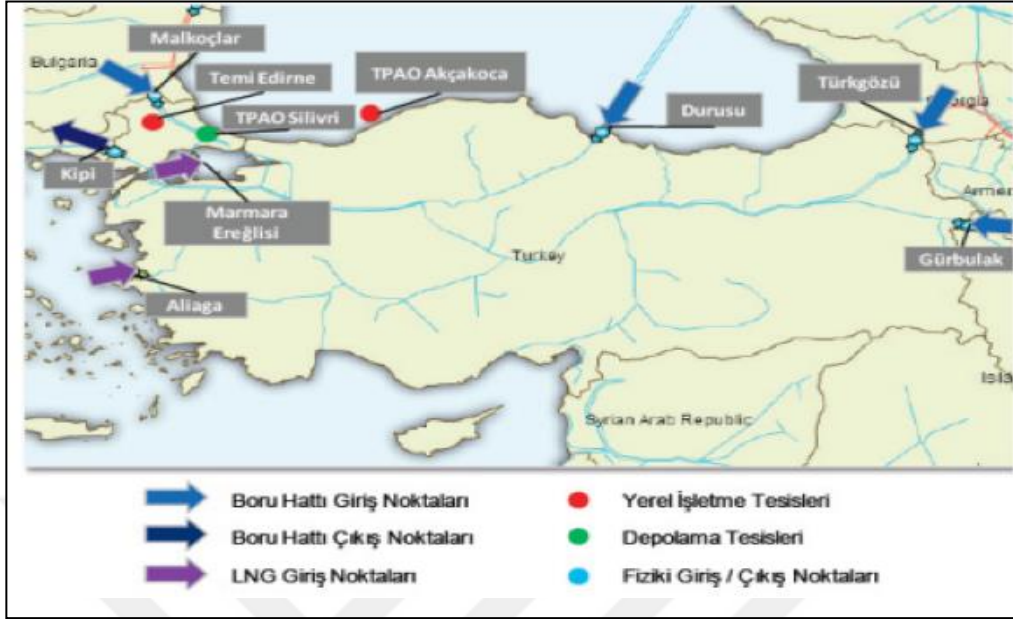 Malkoçlar
Bulgaria
Temi Edirne
TPAO Akçakoca
Türkgözü
TPAO Silivri
Durusu
Kipi
Marmara
Ereğlisi
Turkey
Gürbulak
Aliaga
Syrian Arab Republic
Boru Hattı Giriş Noktaları
Yerel İşletme Tesisleri
Boru Hattı Çıkış Noktaları
Depolama Tesisleri
LNG Giriş Noktaları
Fiziki Giriş / Çıkış Noktaları